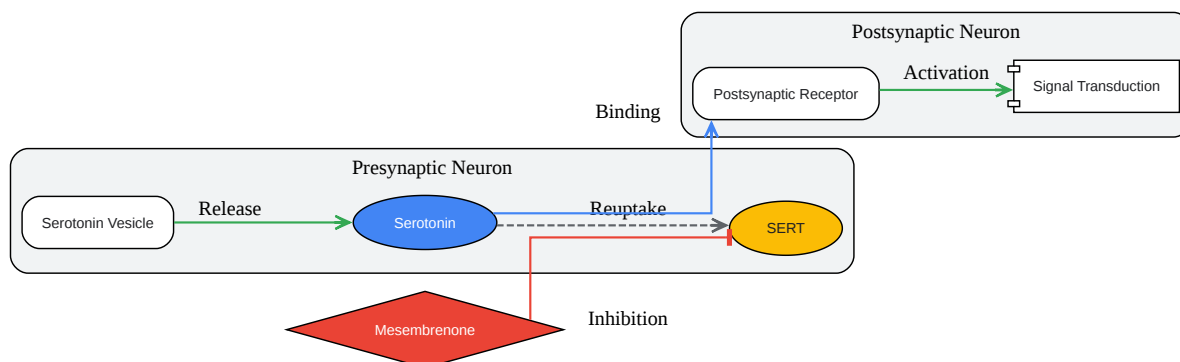 Postsynaptic Neuron
Postsynaptic Receptor
Activation
Signal Transduction
Binding
Presynaptic Neuron
Serotonin Vesicle
Release
Serotonin
Reuptake
SERT
Mesembrenone
Inhibition